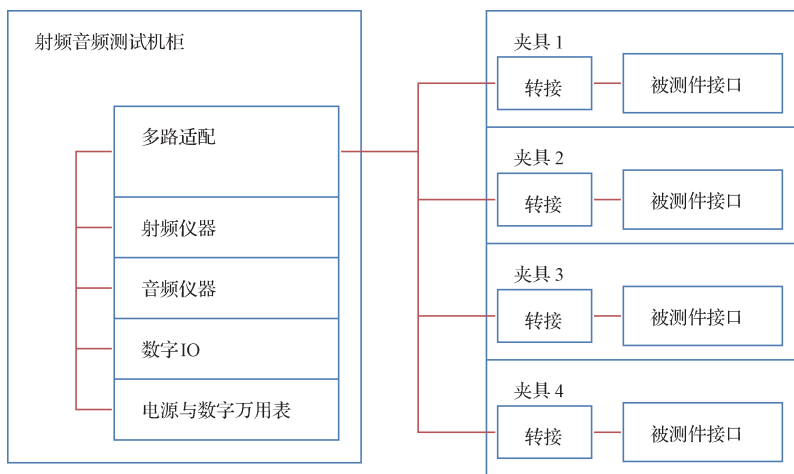 射频音频测试机柜
多路适配
射频仪器
音频仪器
数字IO
电源与数字万用表
夹具 1
转接
被测件接口
夹具 2
转接
被测件接口
夹具 3
转接
被测件接口
夹具 4
转接
被测件接口